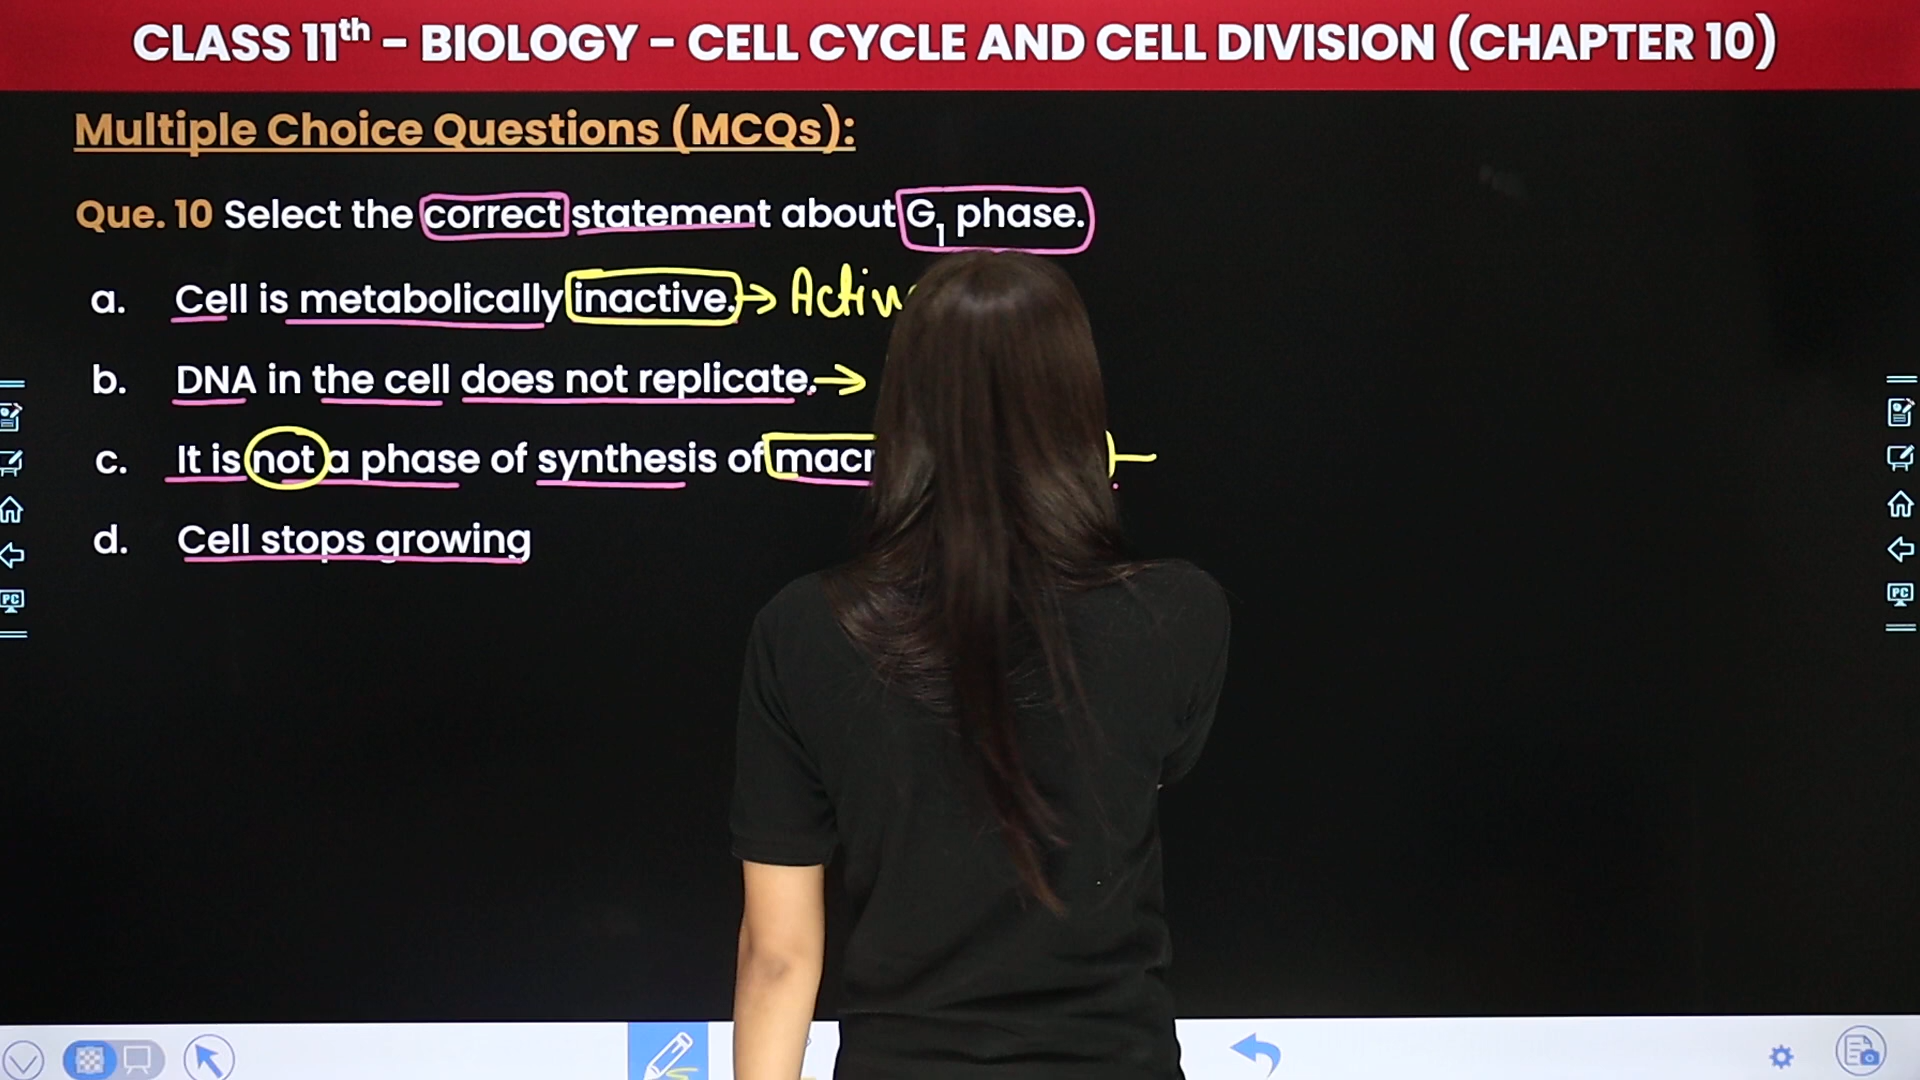 CLASS 11th – BIOLOGY – CELL CYCLE AND CELL DIVISION (CHAPTER 10)
Multiple Choice Questions (MCQs):
Que. 10 Select the correct statement about G1 phase.
a. Cell is metabolically inactive. →
b. DNA in the cell does not replicate. →
c. It is not a phase of synthesis of
d. Cell stops growing
PC
PC